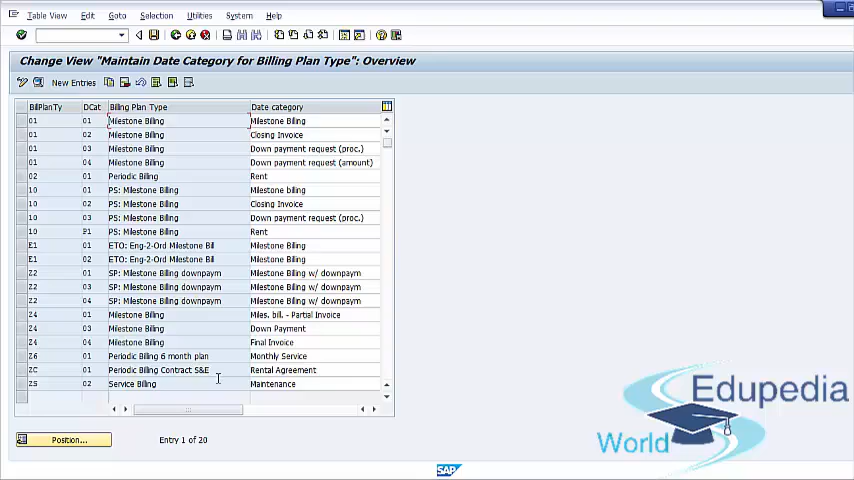 Table View Edit Goto Selection Utilities System Help
Change View "Maintain Date Category for Billing Plan Type": Overview
New Entries
BilPlanTy DCat Billing Plan Type Date category
01 01 Milestone Billing Milestone Billing
01 02 Milestone Billing Closing Invoice
01 03 Milestone Billing Down payment request (proc.)
01 04 Milestone Billing Down payment request (amount)
02 01 Periodic Billing Rent
10 01 PS: Milestone Billing Milestone billing
10 02 PS: Milestone Billing Closing Invoice
10 03 PS: Milestone Billing Down payment request (proc.)
10 P1 PS: Milestone Billing Rent
E1 01 ETO: Eng-2-Ord Milestone Bil Milestone Billing
E1 02 ETO: Eng-2-Ord Milestone Bil Milestone Billing
Z2 01 SP: Milestone Billing downpaym Milestone Billing w/ downpaym
Z2 03 SP: Milestone Billing downpaym Milestone Billing w/ downpaym
Z2 04 SP: Milestone Billing downpaym Milestone Billing w/ downpaym
Z4 01 Milestone Billing Miles. bill. - Partial Invoice
Z4 03 Milestone Billing Down Payment
Z4 04 Milestone Billing Final Invoice
Z6 01 Periodic Billing 6 month plan Monthly Service
ZC 01 Periodic Billing Contract S&E Rental Agreement
ZS 02 Service Billing Maintenance
Position... Entry 1 of 20
Edupedia
World
SAP